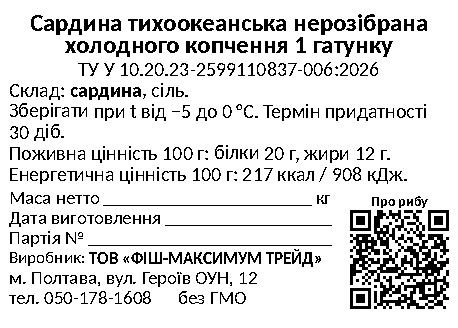 Сардина тихоокеанська нерозібрана
холодного копчення 1 гатунку
ТУ У 10.20.23-2599110837-006:2026
Склад: сардина, сіль.
Зберігати при t від −5 до 0 °С. Термін придатності
30 діб.
Поживна цінність 100 г: білки 20 г, жири 12 г.
Енергетична цінність 100 г: 217 ккал / 908 кДж.
Маса нетто ______________________ кг
Про рибу
Дата виготовлення __________________
Партія № __________________________
Виробник: ТОВ «ФІШ-МАКСИМУМ ТРЕЙД»
м. Полтава, вул. Героїв ОУН, 12
тел. 050-178-1608 без ГМО